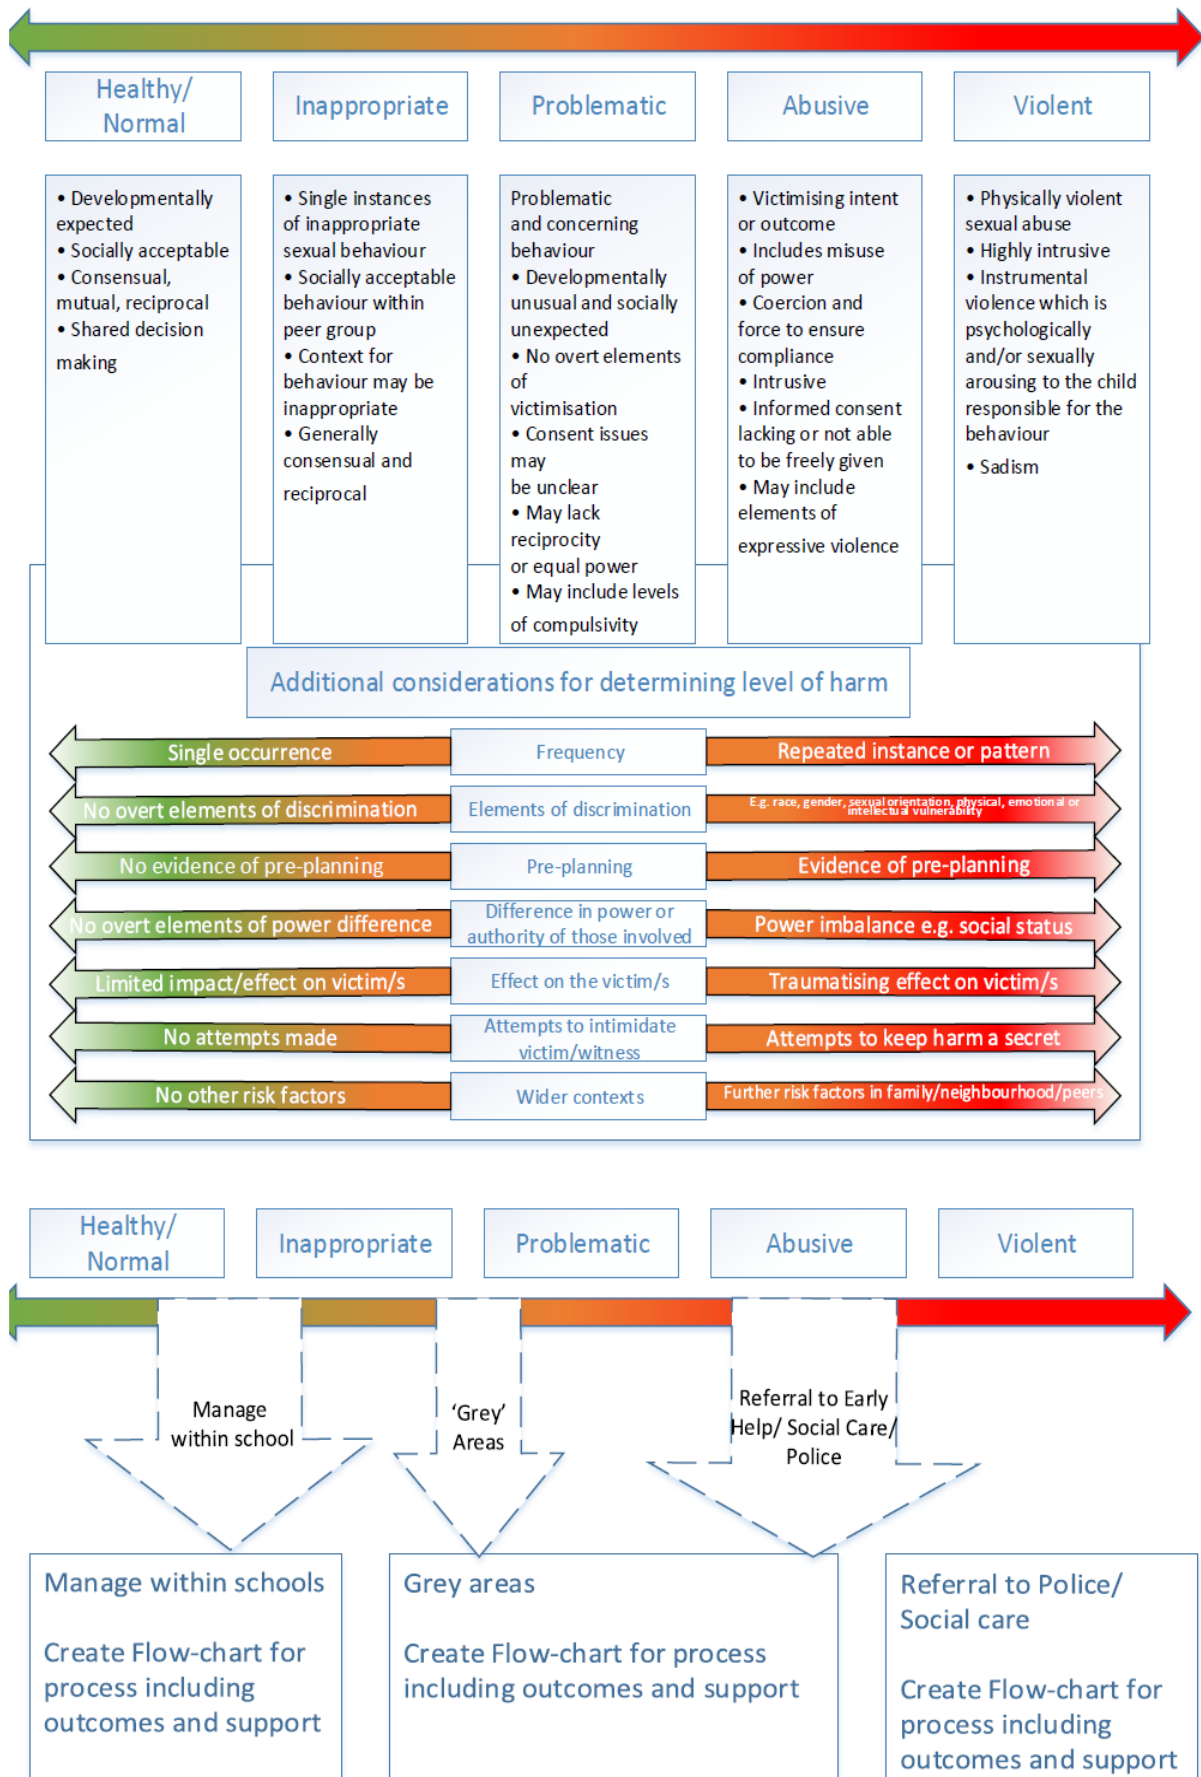 Healthy/
Normal
Inappropriate
Problematic
Abusive
Violent
• Developmentally
expected
• Socially acceptable
• Consensual,
mutual, reciprocal
• Shared decision
making
• Single instances
of inappropriate
sexual behaviour
• Socially acceptable
behaviour within
peer group
• Context for
behaviour may be
inappropriate
• Generally
consensual and
reciprocal
Problematic
and concerning
behaviour
• Developmentally
unusual and socially
unexpected
• No overt elements
of
victimisation
• Consent issues
may
be unclear
• May lack
reciprocity
or equal power
• May include levels
of compulsivity
• Victimising intent
or outcome
• Includes misuse
of power
• Coercion and
force to ensure
compliance
• Intrusive
• Informed consent
lacking or not able
to be freely given
• May include
elements of
expressive violence
• Physically violent
sexual abuse
• Highly intrusive
• Instrumental
violence which is
psychologically
and/or sexually
arousing to the child
responsible for the
behaviour
• Sadism
Additional considerations for determining level of harm
Single occurrence
Frequency
Repeated instance or pattern
No overt elements of discrimination
Elements of discrimination
E.g. race, gender, sexual orientation, physical, emotional or
intellectual vulnerability
No evidence of pre-planning
Pre-planning
Evidence of pre-planning
No overt elements of power difference
Difference in power or
authority of those involved
Power imbalance e.g. social status
Limited impact/effect on victim/s
Effect on the victim/s
Traumatising effect on victim/s
No attempts made
Attempts to intimidate
victim/witness
Attempts to keep harm a secret
No other risk factors
Wider contexts
Further risk factors in family/neighbourhood/peers
Healthy/
Normal
Inappropriate
Problematic
Abusive
Violent
Manage
within school
'Grey'
Areas
Referral to Early
Help/ Social Care/
Police
Manage within schools
Create Flow-chart for
process including
outcomes and support
Grey areas
Create Flow-chart for process
including outcomes and support
Referral to Police/
Social care
Create Flow-chart for
process including
outcomes and support